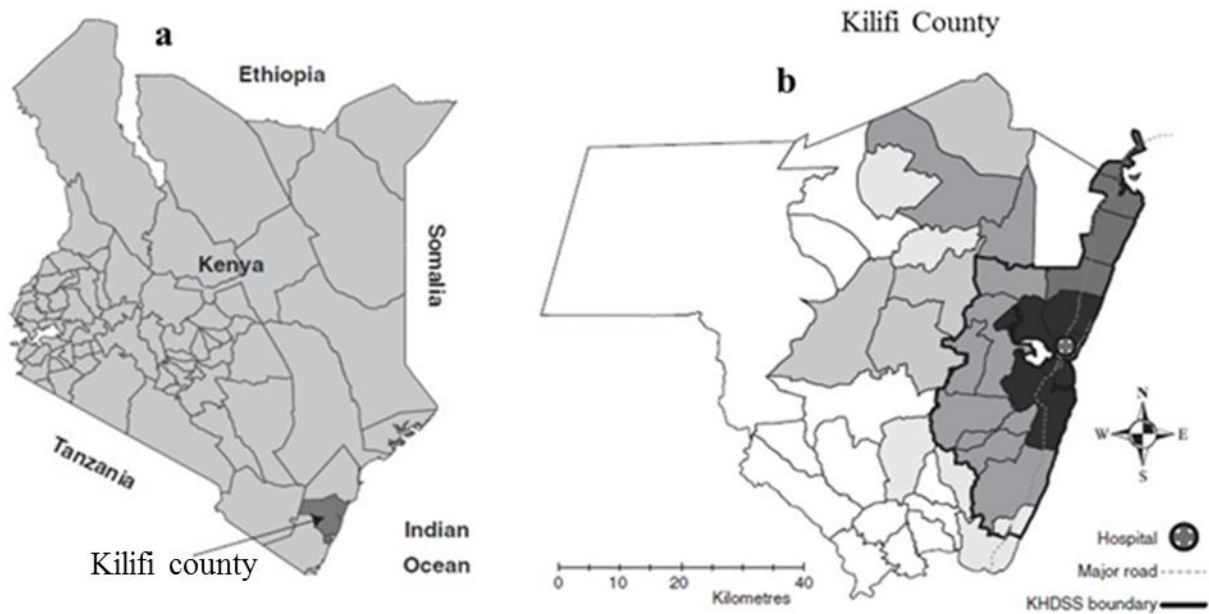 a
Ethiopia
Kenya
Somalia
Tanzania
Indian
Ocean
Kilifi county
Kilifi County
b
N
W
E
S
Hospital
Major road
KHDSS boundary
0 10 20 40
Kilometres